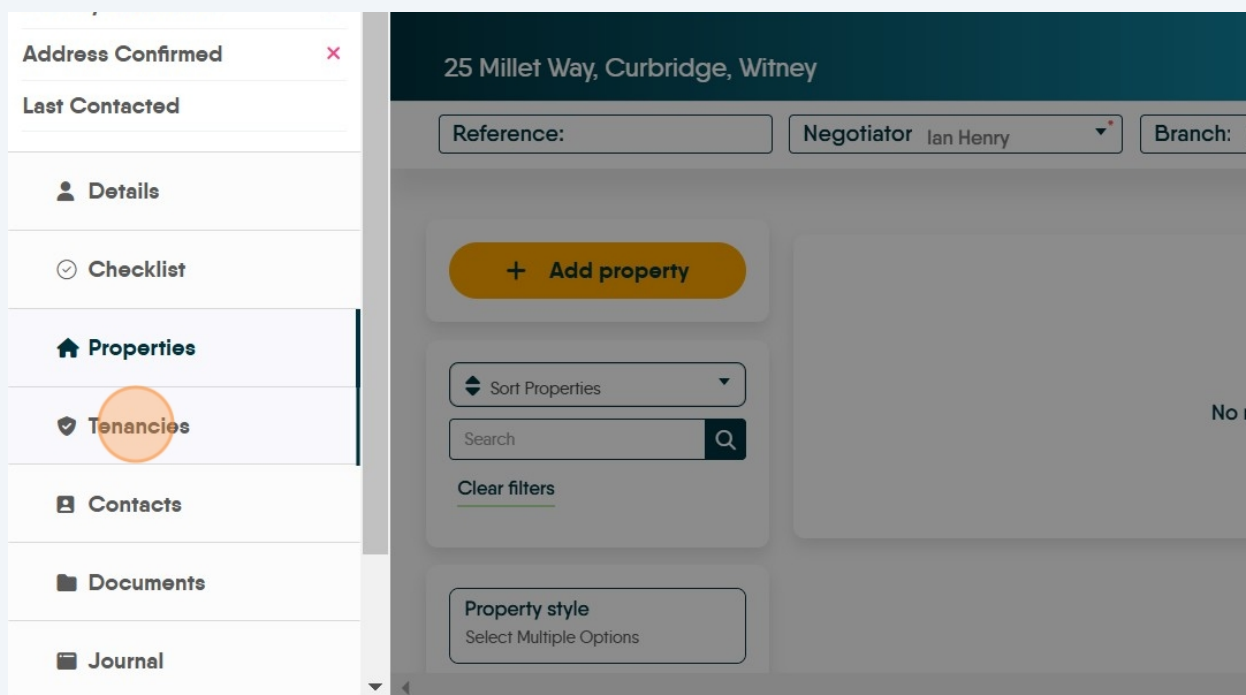 Address Confirmed
Last Contacted
Details
Checklist
Properties
Tenancies
Contacts
Documents
Journal
25 Millet Way, Curbridge, Witney
Reference:
Negotiator Ian Henry
Branch:
+ Add property
Sort Properties
Search
Clear filters
Property style
Select Multiple Options
No